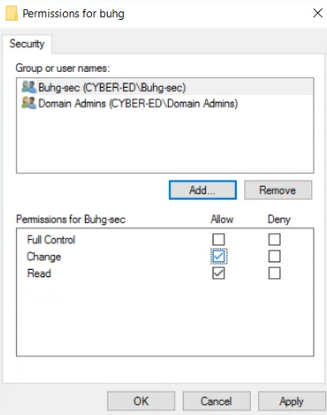 Permissions for buhg
Security
Group or user names:
Buhg-sec (CYBER-ED\Buhg-sec)
Domain Admins (CYBER-ED\Domain Admins)
Add... Remove
Permissions for Buhg-sec Allow Deny
Full Control
Change
Read
OK Cancel Apply